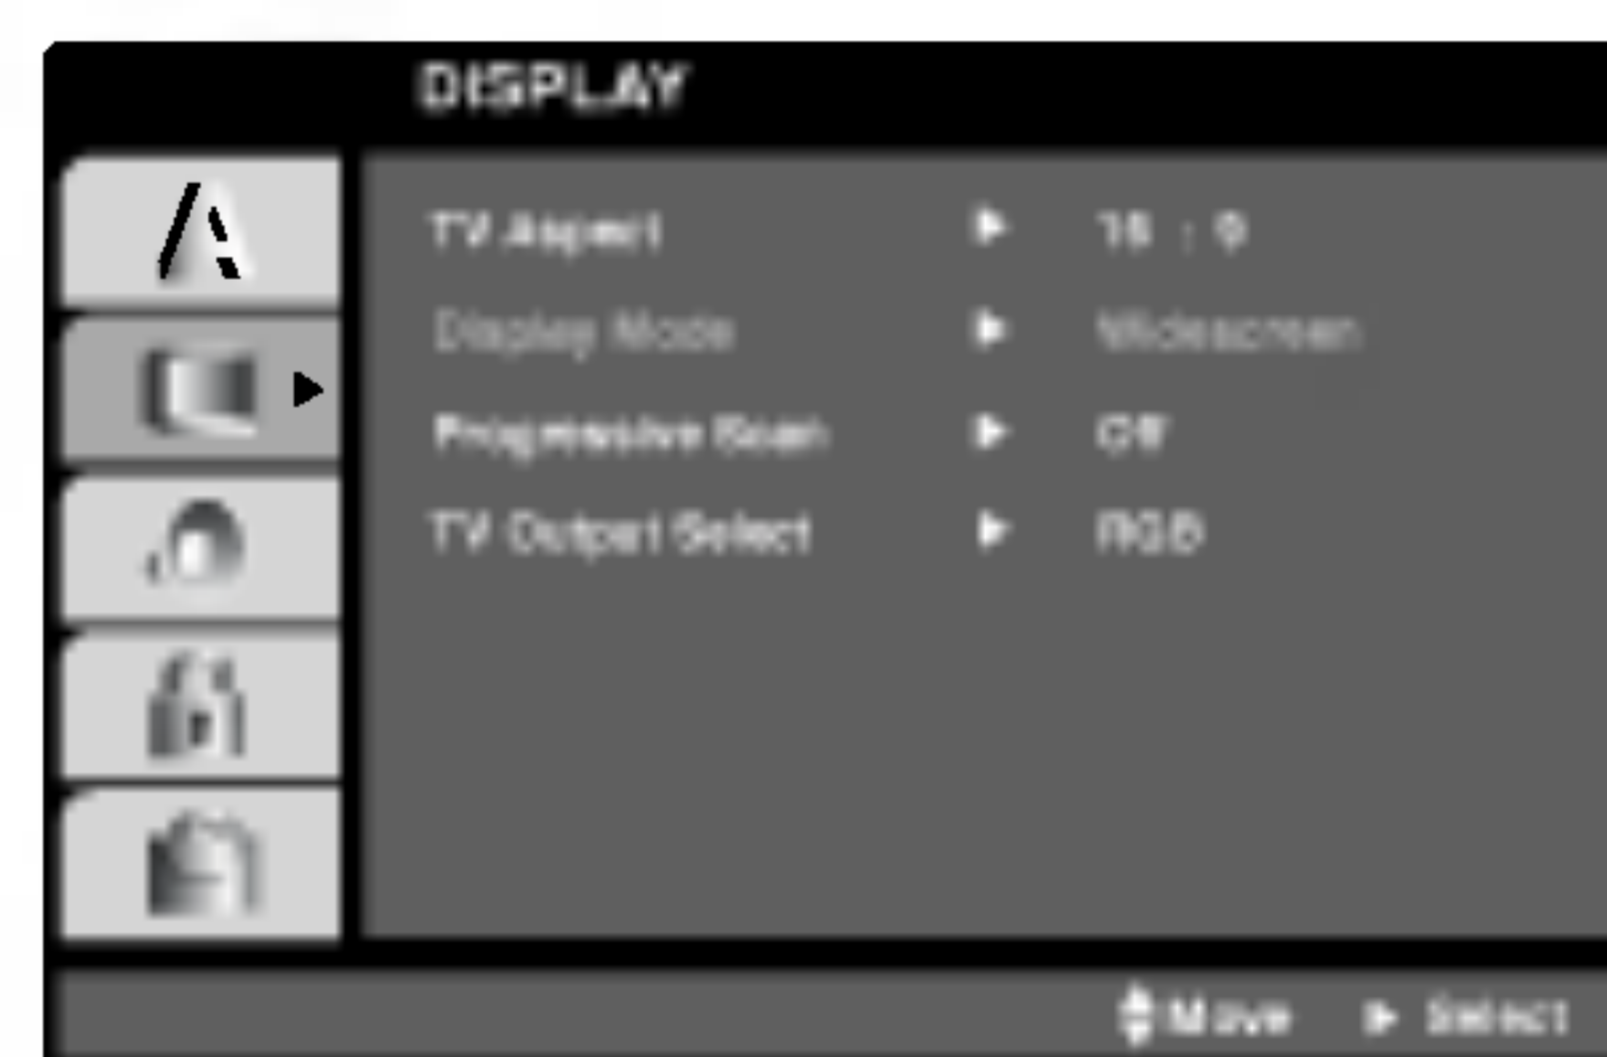 DISPLAY
TV Aspect ► 16 : 9
Display Mode ► Widescreen
Progressive Scan ► Off
TV Output Select ► RGB
Move ► Select